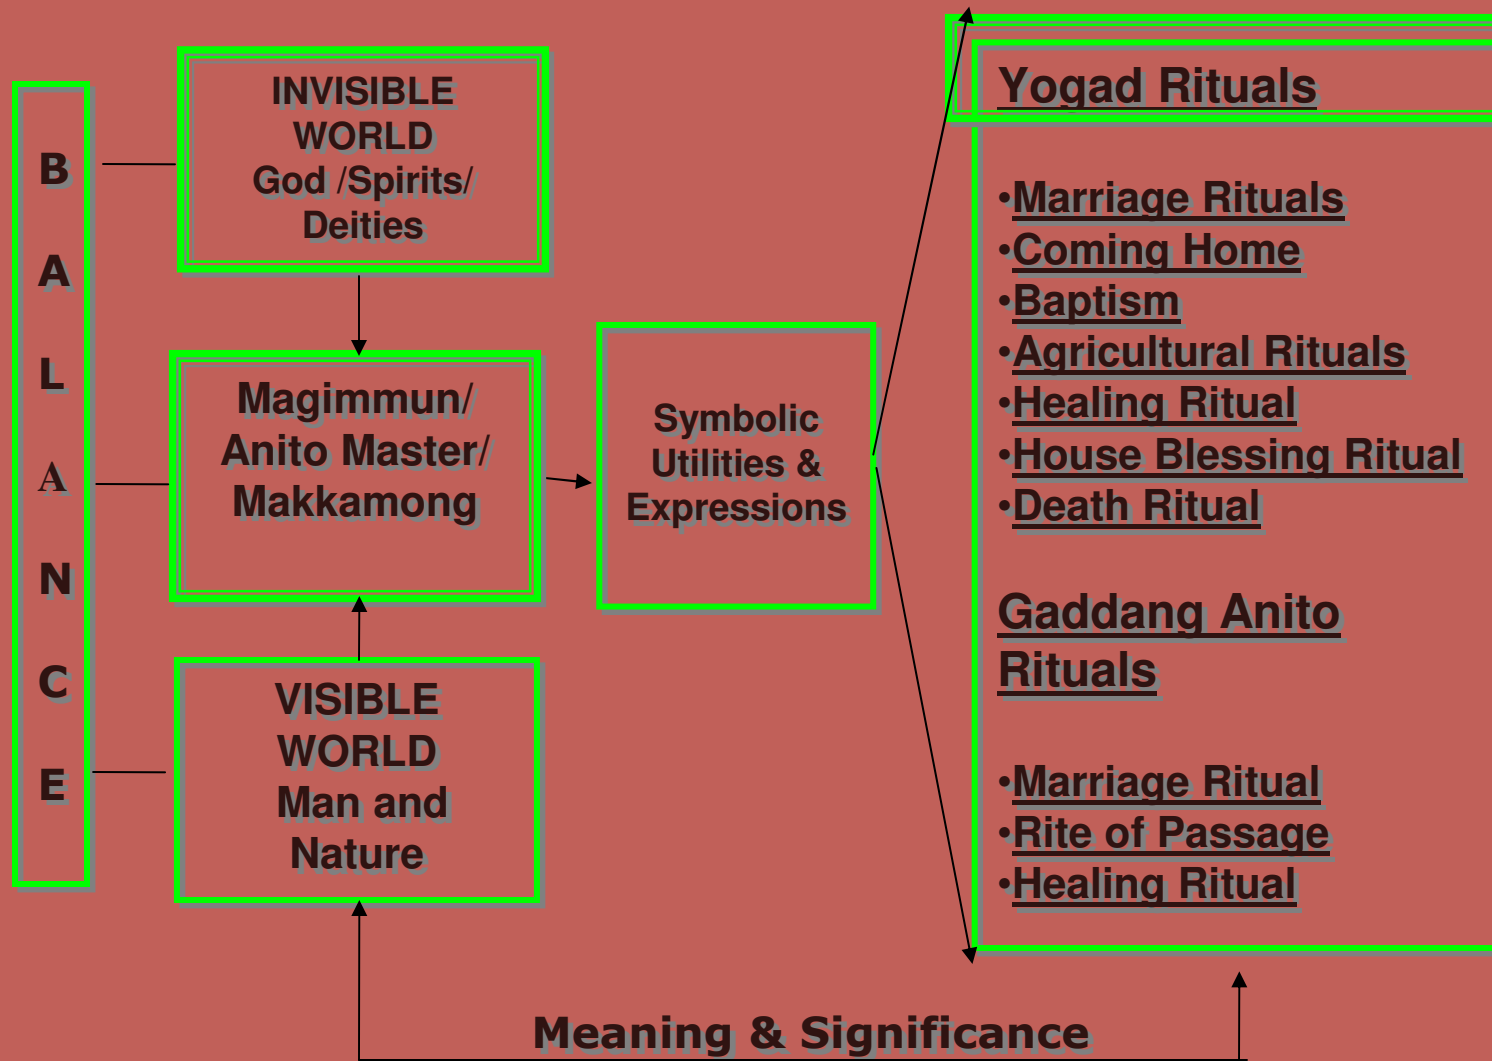 B
A
L
A
N
C
E
INVISIBLE
WORLD
God /Spirits/
Deities
Magimmun/
Anito Master/
Makkamong
VISIBLE
WORLD
Man and
Nature
Symbolic
Utilities &
Expressions
Yogad Rituals
•Marriage Rituals
•Coming Home
•Baptism
•Agricultural Rituals
•Healing Ritual
•House Blessing Ritual
•Death Ritual
Gaddang Anito
Rituals
•Marriage Ritual
•Rite of Passage
•Healing Ritual
Meaning & Significance